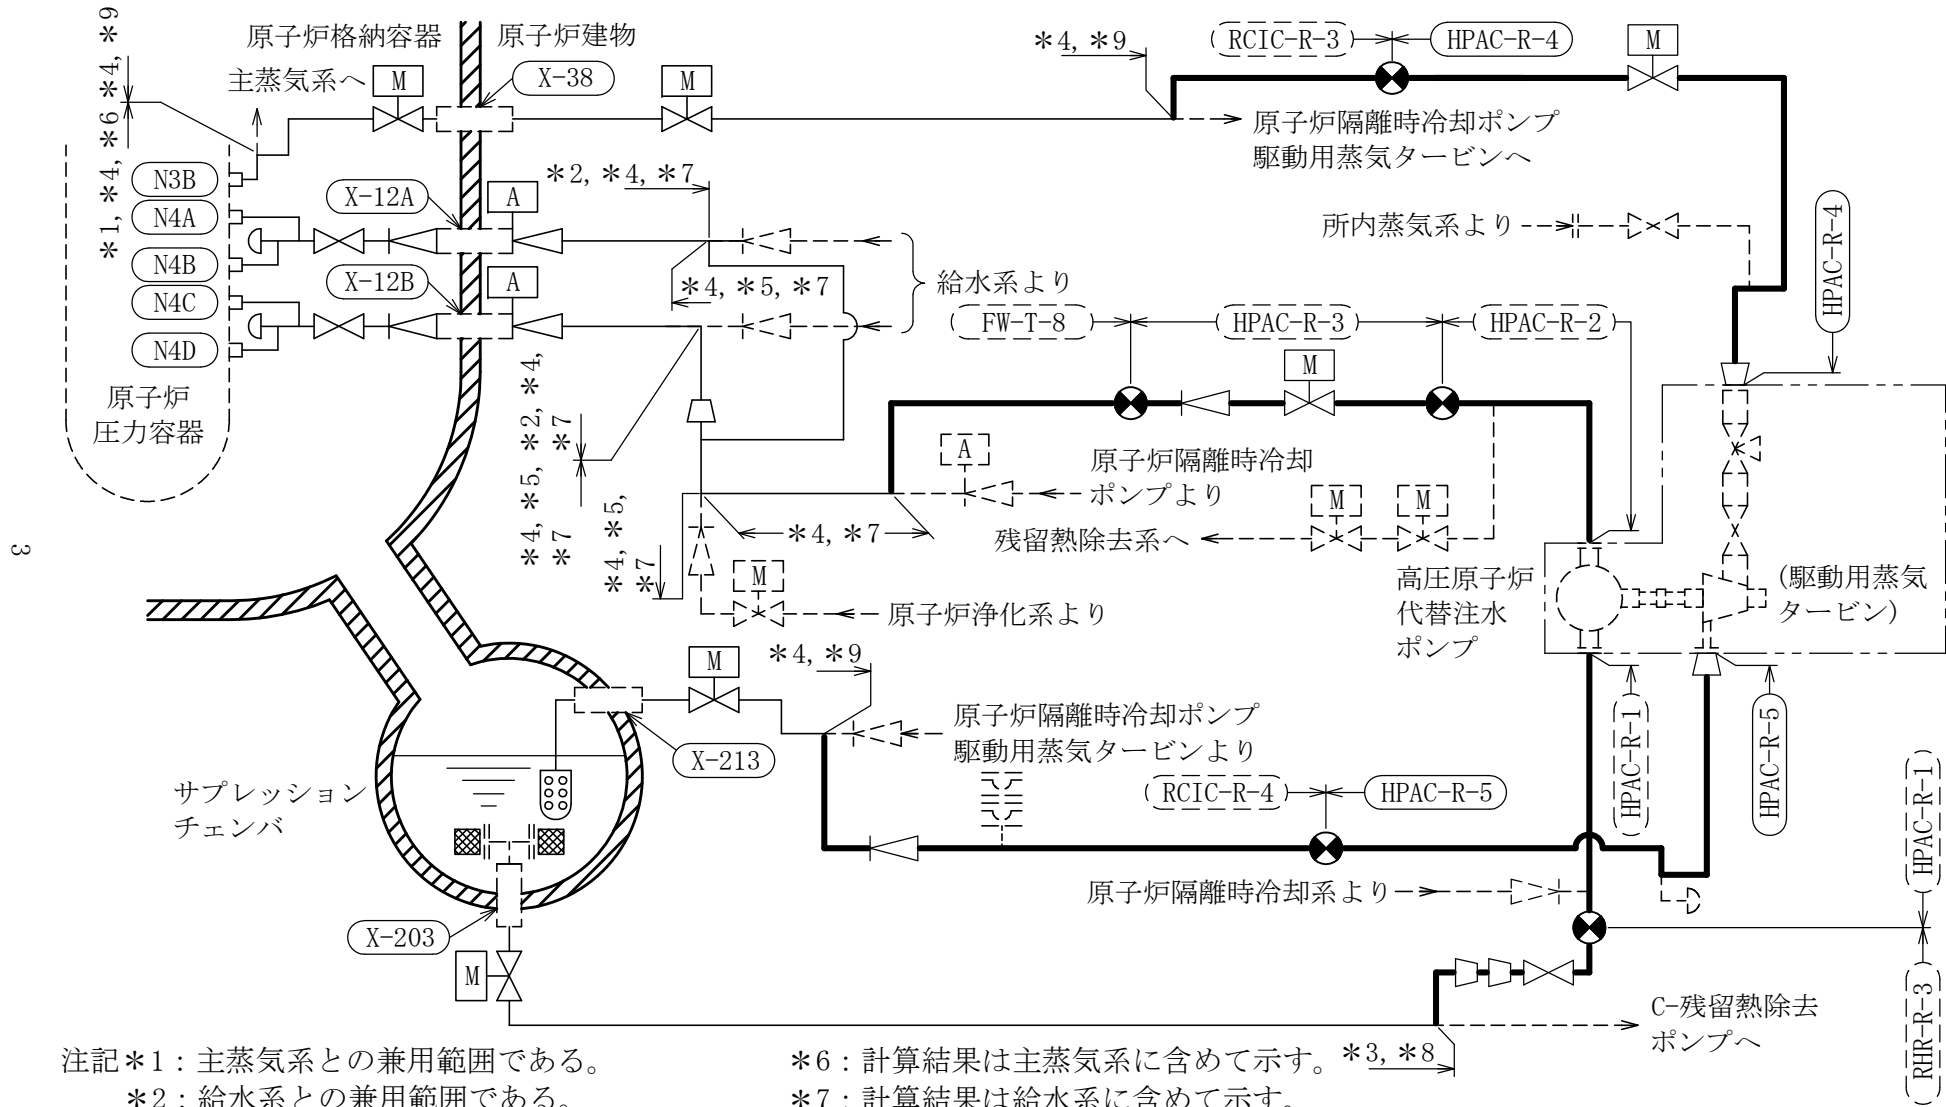 原子炉格納容器
原子炉建物
主蒸気系へ
M
X-38
M
*4, *9
RCIC-R-3
HPAC-R-4
M
原子炉隔離時冷却ポンプ
駆動用蒸気タービンへ
*1, *4, *6
*4, *9
N3B
N4A
N4B
N4C
N4D
原子炉
圧力容器
X-12A
A
*2, *4, *7
X-12B
A
*4, *5, *7
給水系より
所内蒸気系より
HPAC-R-4
FW-T-8
HPAC-R-3
HPAC-R-2
M
*4, *5,
*7
*2, *4,
*7
*4, *5,
*7
*4, *7
A
原子炉隔離時冷却
ポンプより
M
M
残留熱除去系へ
M
原子炉浄化系より
高圧原子炉
代替注水
ポンプ
(駆動用蒸気
タービン)
M
*4, *9
原子炉隔離時冷却ポンプ
駆動用蒸気タービンより
X-213
サプレッション
チェンバ
RCIC-R-4
HPAC-R-5
HPAC-R-1
HPAC-R-5
HPAC-R-1
原子炉隔離時冷却系より
X-203
M
RHR-R-3
C-残留熱除去
ポンプへ
*3, *8
注記*1：主蒸気系との兼用範囲である。
*2：給水系との兼用範囲である。
*6：計算結果は主蒸気系に含めて示す。
*7：計算結果は給水系に含めて示す。
3